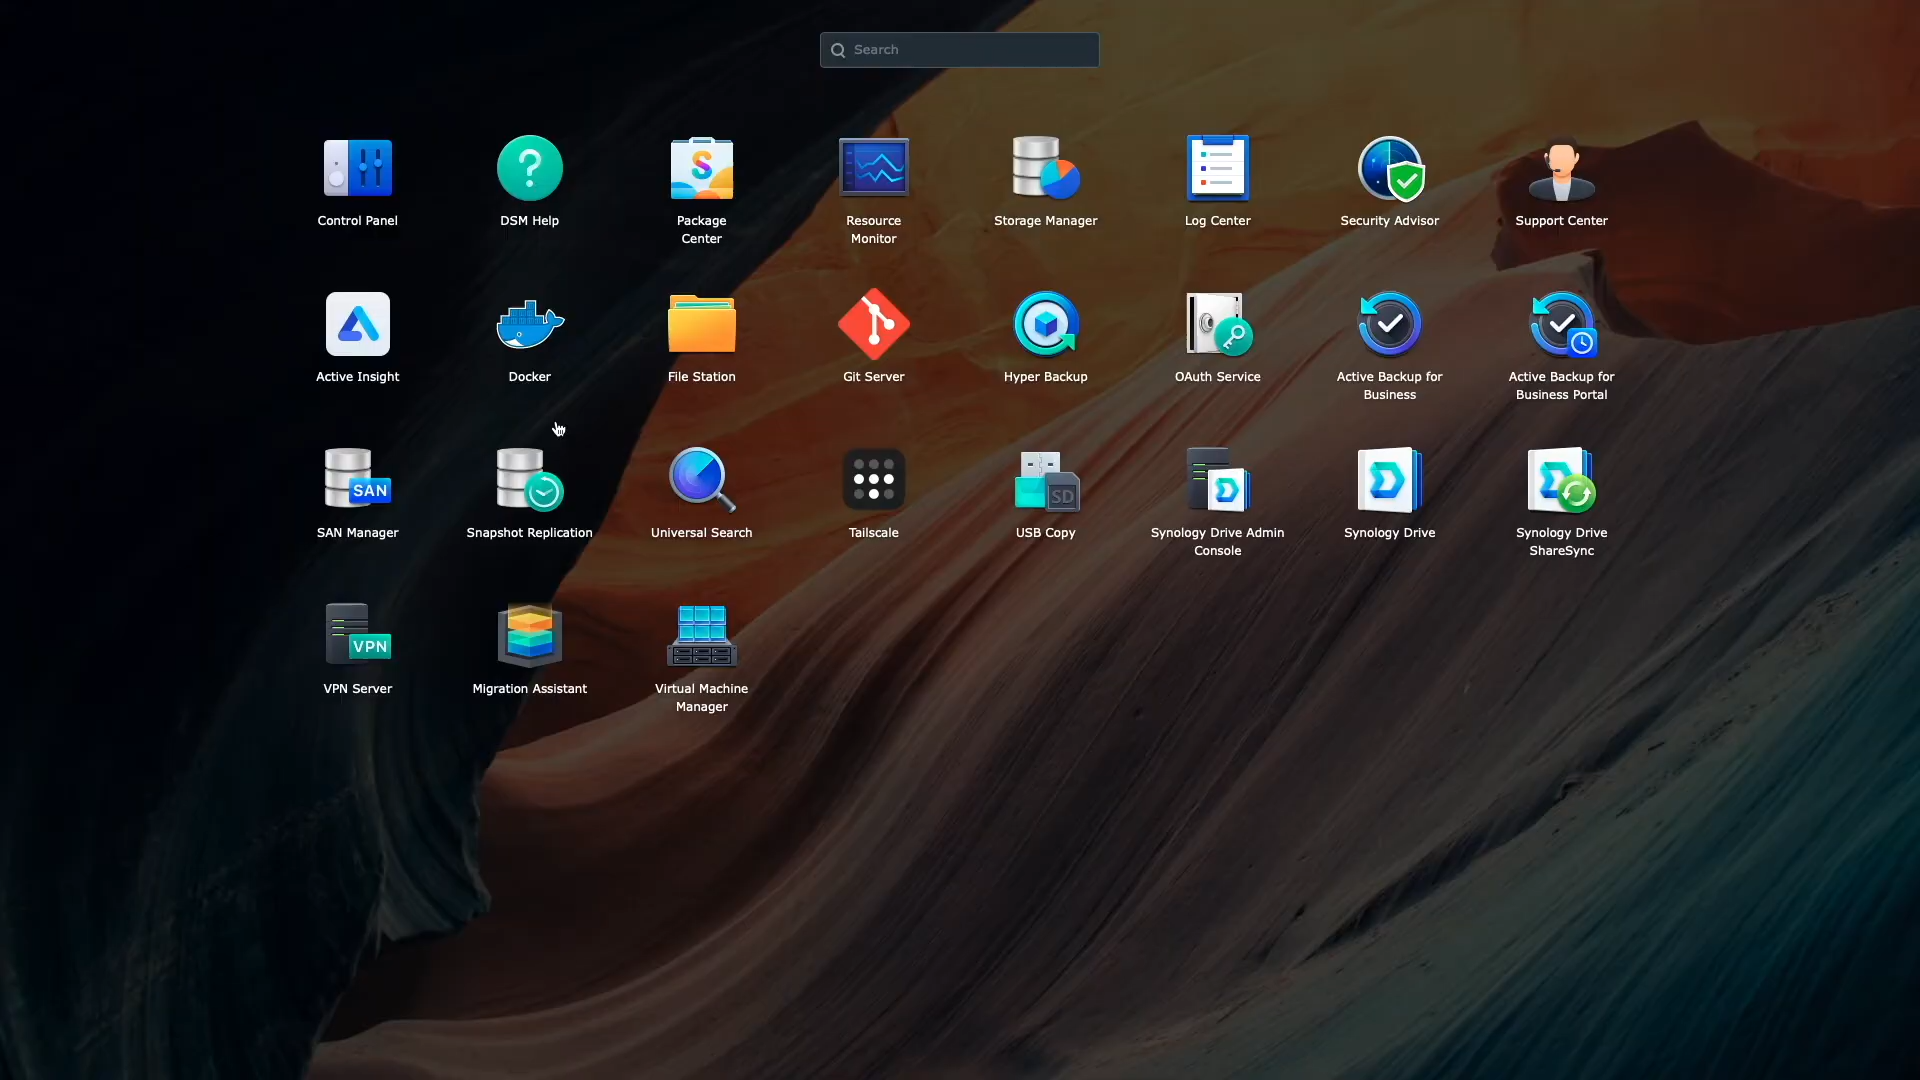 Search
Control Panel
DSM Help
Package
Center
Resource
Monitor
Storage Manager
Log Center
Security Advisor
Support Center
Active Insight
Docker
File Station
Git Server
Hyper Backup
OAuth Service
Active Backup for
Business
Active Backup for
Business Portal
SAN
SD
SAN Manager
Snapshot Replication
Universal Search
Tailscale
USB Copy
Synology Drive Admin
Console
Synology Drive
Synology Drive
ShareSync
VPN
VPN Server
Migration Assistant
Virtual Machine
Manager